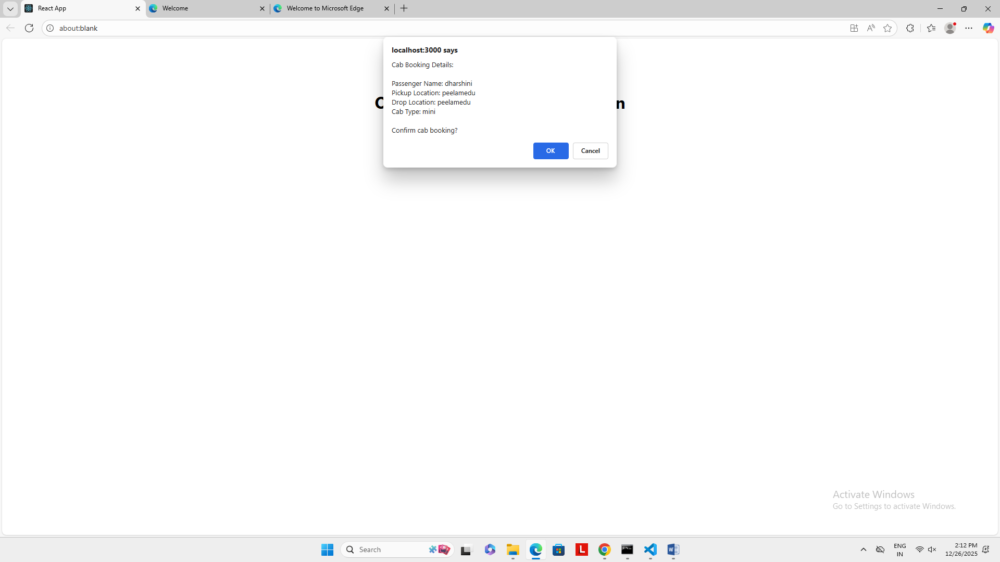 React App
Welcome
Welcome to Microsoft Edge
about:blank
localhost:3000 says
Cab Booking Details:
Passenger Name: dharshini
Pickup Location: peelamedu
Drop Location: peelamedu
Cab Type: mini
Confirm cab booking?
OK
Cancel
Activate Windows
Go to Settings to activate Windows.
Search
ENG
IN
2:12 PM
12/26/2025